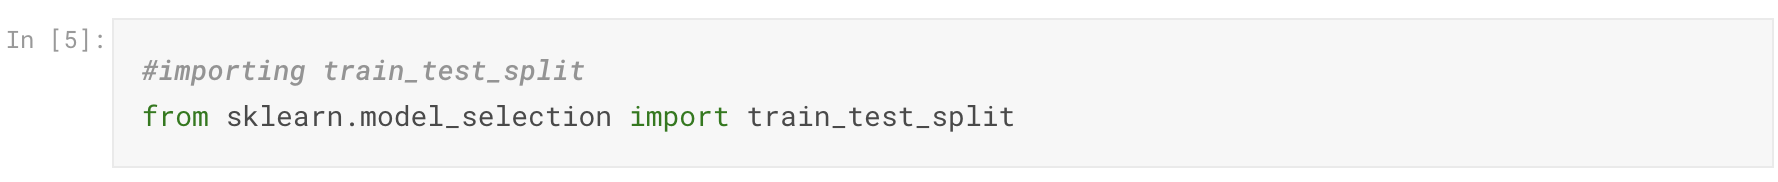 In [5]:
#importing train_test_split
from sklearn.model_selection import train_test_split